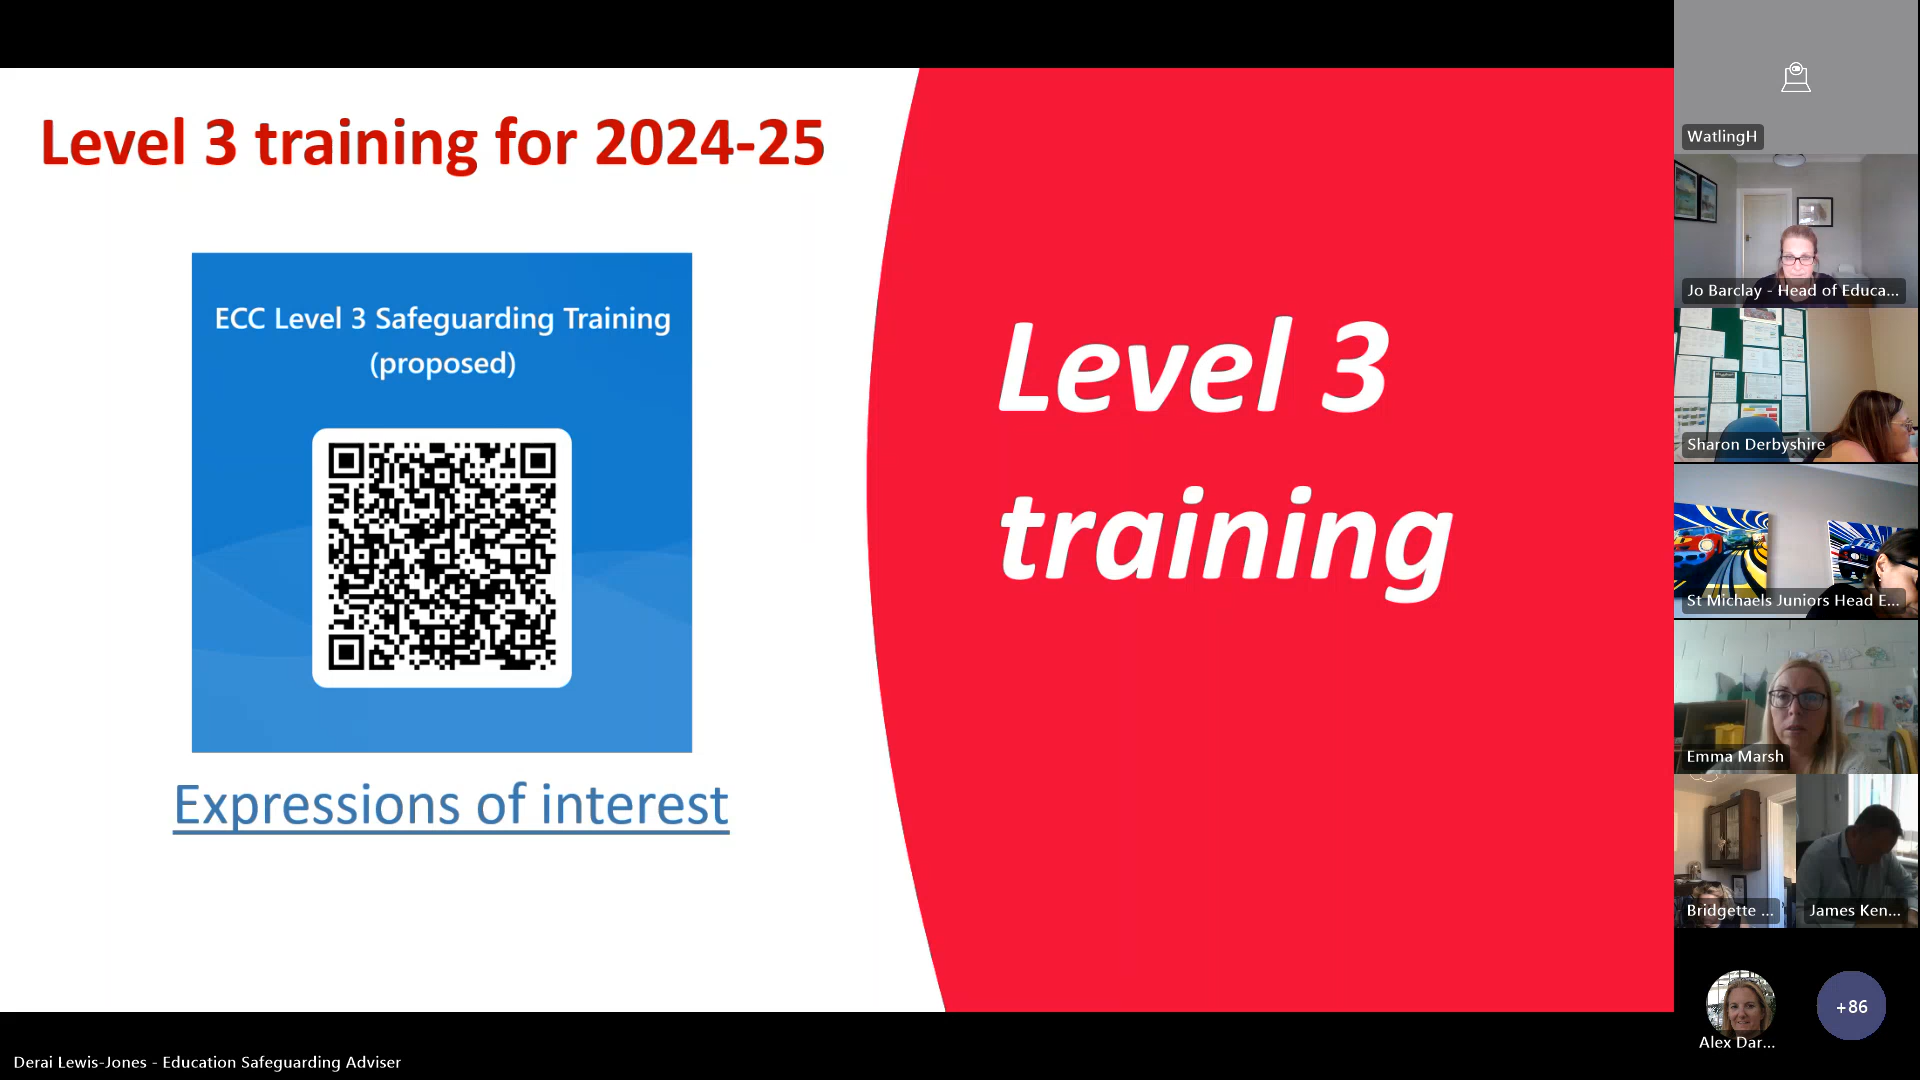 Level 3 training for 2024-25
ECC Level 3 Safeguarding Training
(proposed)
Expressions of interest
Level 3
training
WatlingH
Jo Barclay - Head of Educa...
Sharon Derbyshire
St Michaels Juniors Head E...
Emma Marsh
Bridgette ...
James Ken...
Alex Dar...
+86
Derai Lewis-Jones - Education Safeguarding Adviser